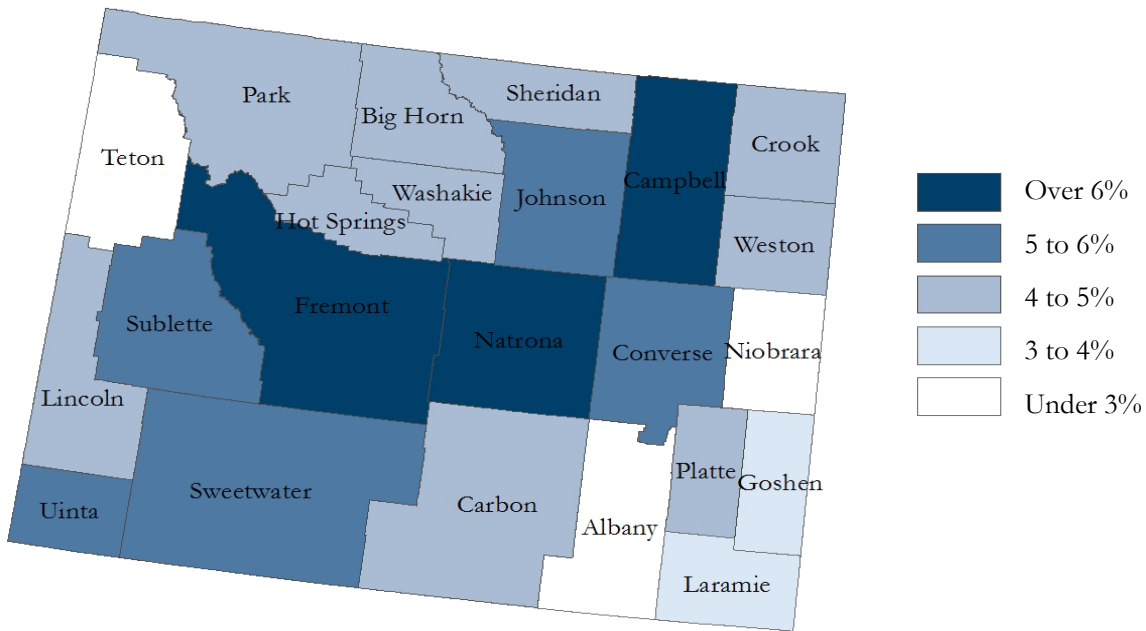 Park
Big Horn
Sheridan
Crook
Teton
Washakie
Johnson
Campbell
Hot Springs
Weston
Fremont
Sublette
Natrona
Converse
Niobrara
Lincoln
Platte
Goshen
Sweetwater
Carbon
Uinta
Albany
Laramie
Over 6%
5 to 6%
4 to 5%
3 to 4%
Under 3%